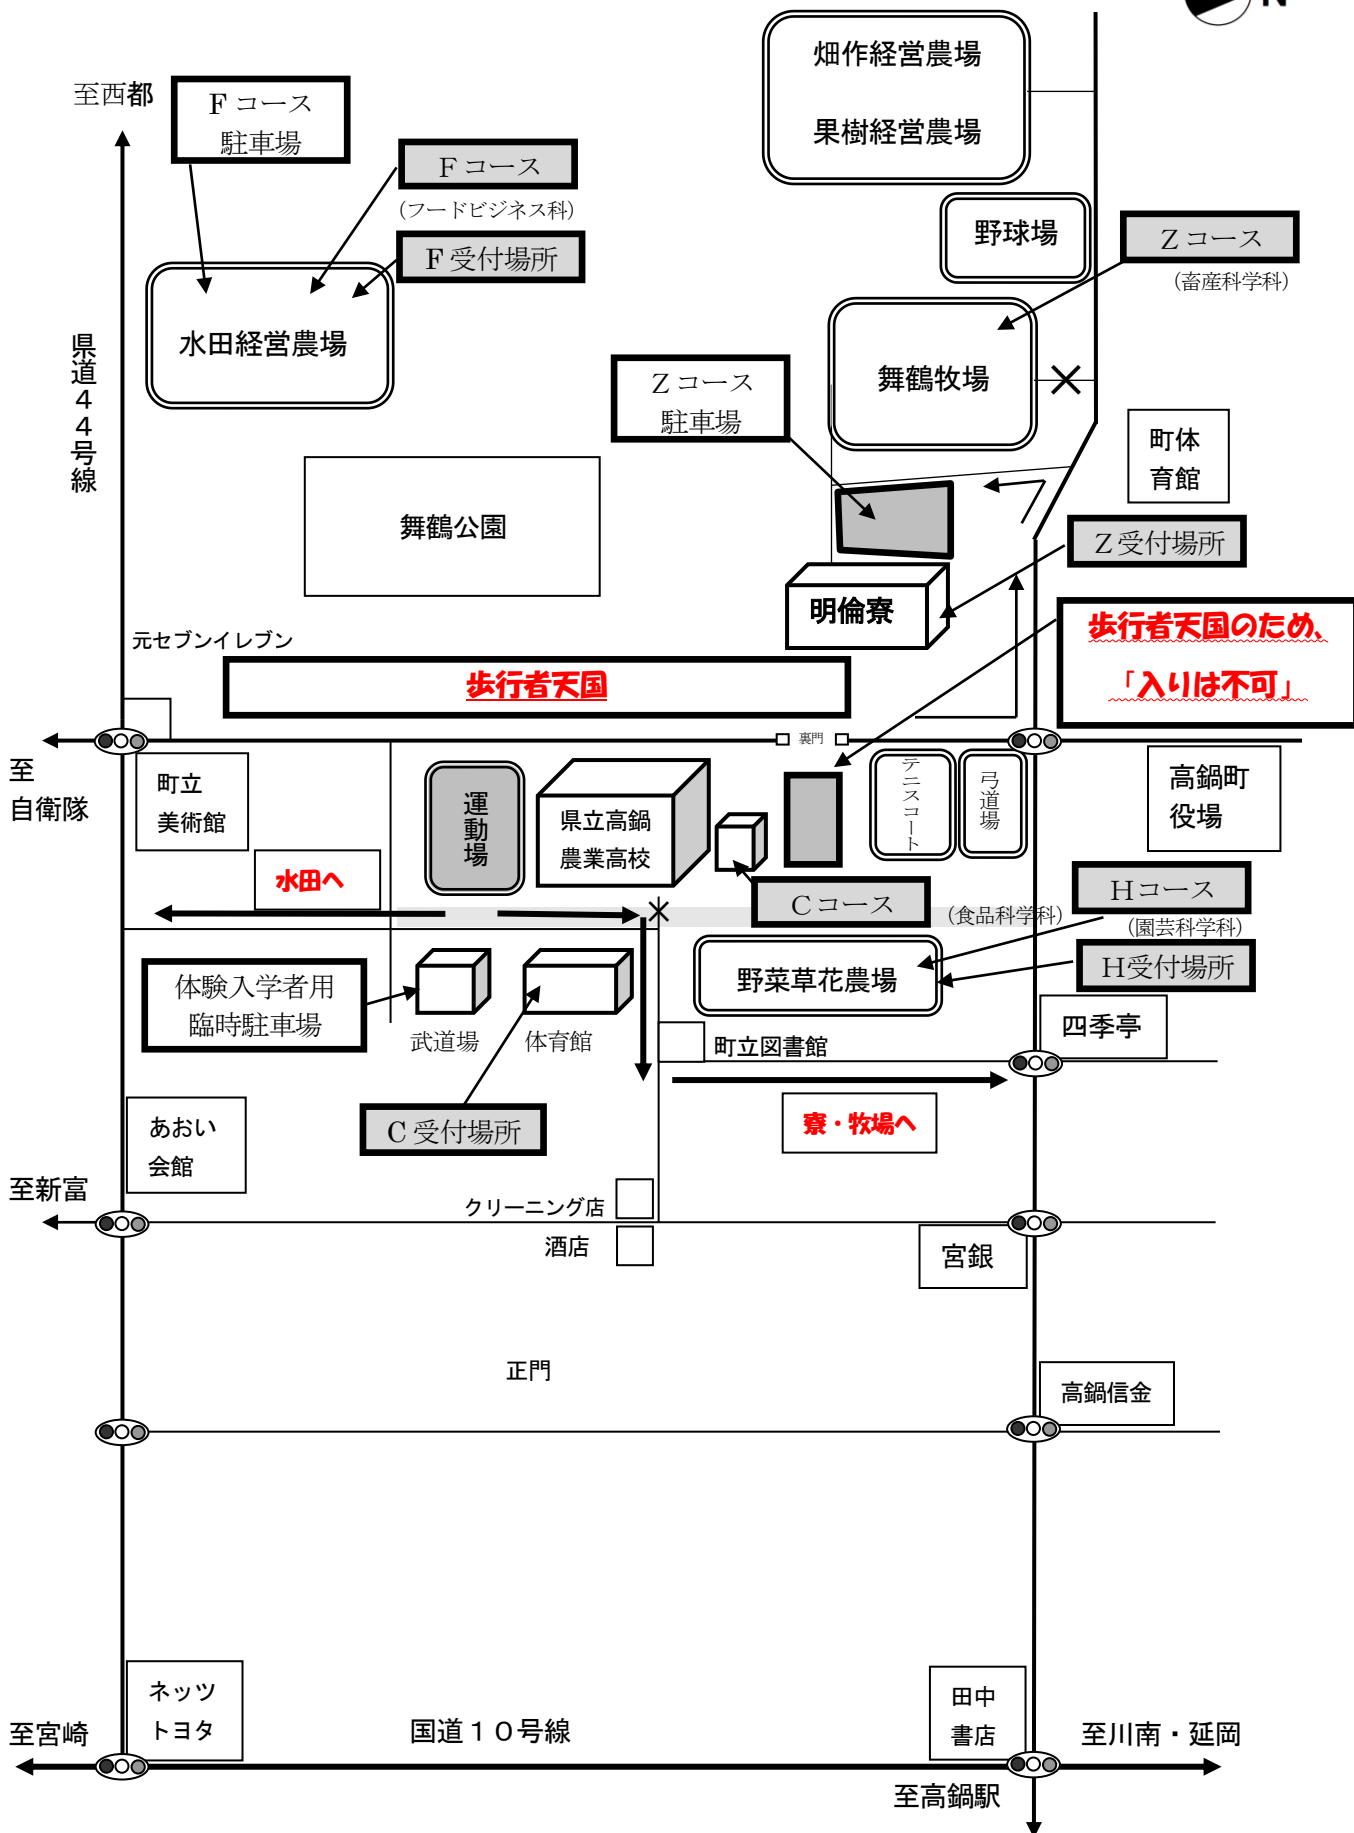 N
畑作経営農場
果樹経営農場
至西都
Fコース
駐車場
Fコース
(フードビジネス科)
F受付場所
野球場
Zコース
(畜産科学科)
水田経営農場
県道44号線
舞鶴牧場
Zコース
駐車場
町体
育館
舞鶴公園
Z受付場所
明倫寮
歩行者天国のため、
「入りは不可」
元セブンイレブン
歩行者天国
裏門
至
自衛隊
町立
美術館
運動場
県立高鍋
農業高校
テニスコート
弓道場
高鍋町
役場
水田へ
Cコース
(食品科学科)
Hコース
(園芸科学科)
H受付場所
野菜草花農場
体験入学者用
臨時駐車場
武道場
体育館
町立図書館
四季亭
寮・牧場へ
C受付場所
あおい
会館
至新富
クリーニング店
酒店
宮銀
正門
高鍋信金
ネッツ
トヨタ
田中
書店
至宮崎
国道10号線
至川南・延岡
至高鍋駅